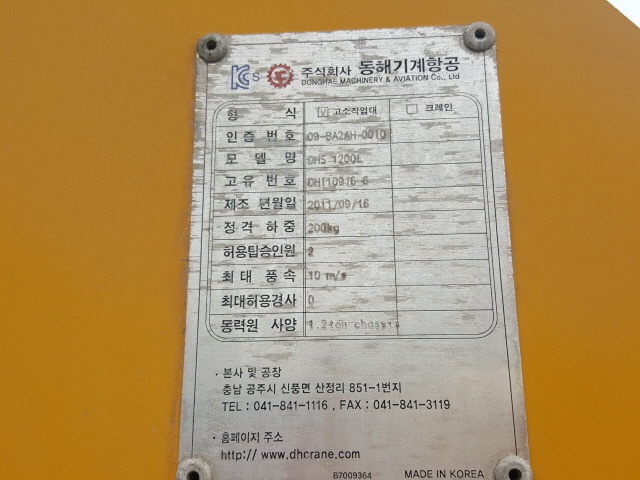 KCs 주식회사 동해기계항공
DONGHAE MACHINERY & AVIATION Co., Ltd
형 식 ☑ 고소작업대 ☐ 크레인
인증 번호 09-BA2AH-0010
모 델 명 DHS 1200L
고유 번호 DH110916-6
제조 년월일 2011/09/16
정격 하중 200kg
허용탑승인원 2
최대 풍속 10 m/s
최대허용경사 0
동력원 사양 1.2ton chassis
· 본사 및 공장
충남 공주시 신풍면 산정리 851-1번지
TEL : 041-841-1116 , FAX : 041-841-3119
· 홈페이지 주소
http:// www.dhcrane.com
B7009364 MADE IN KOREA